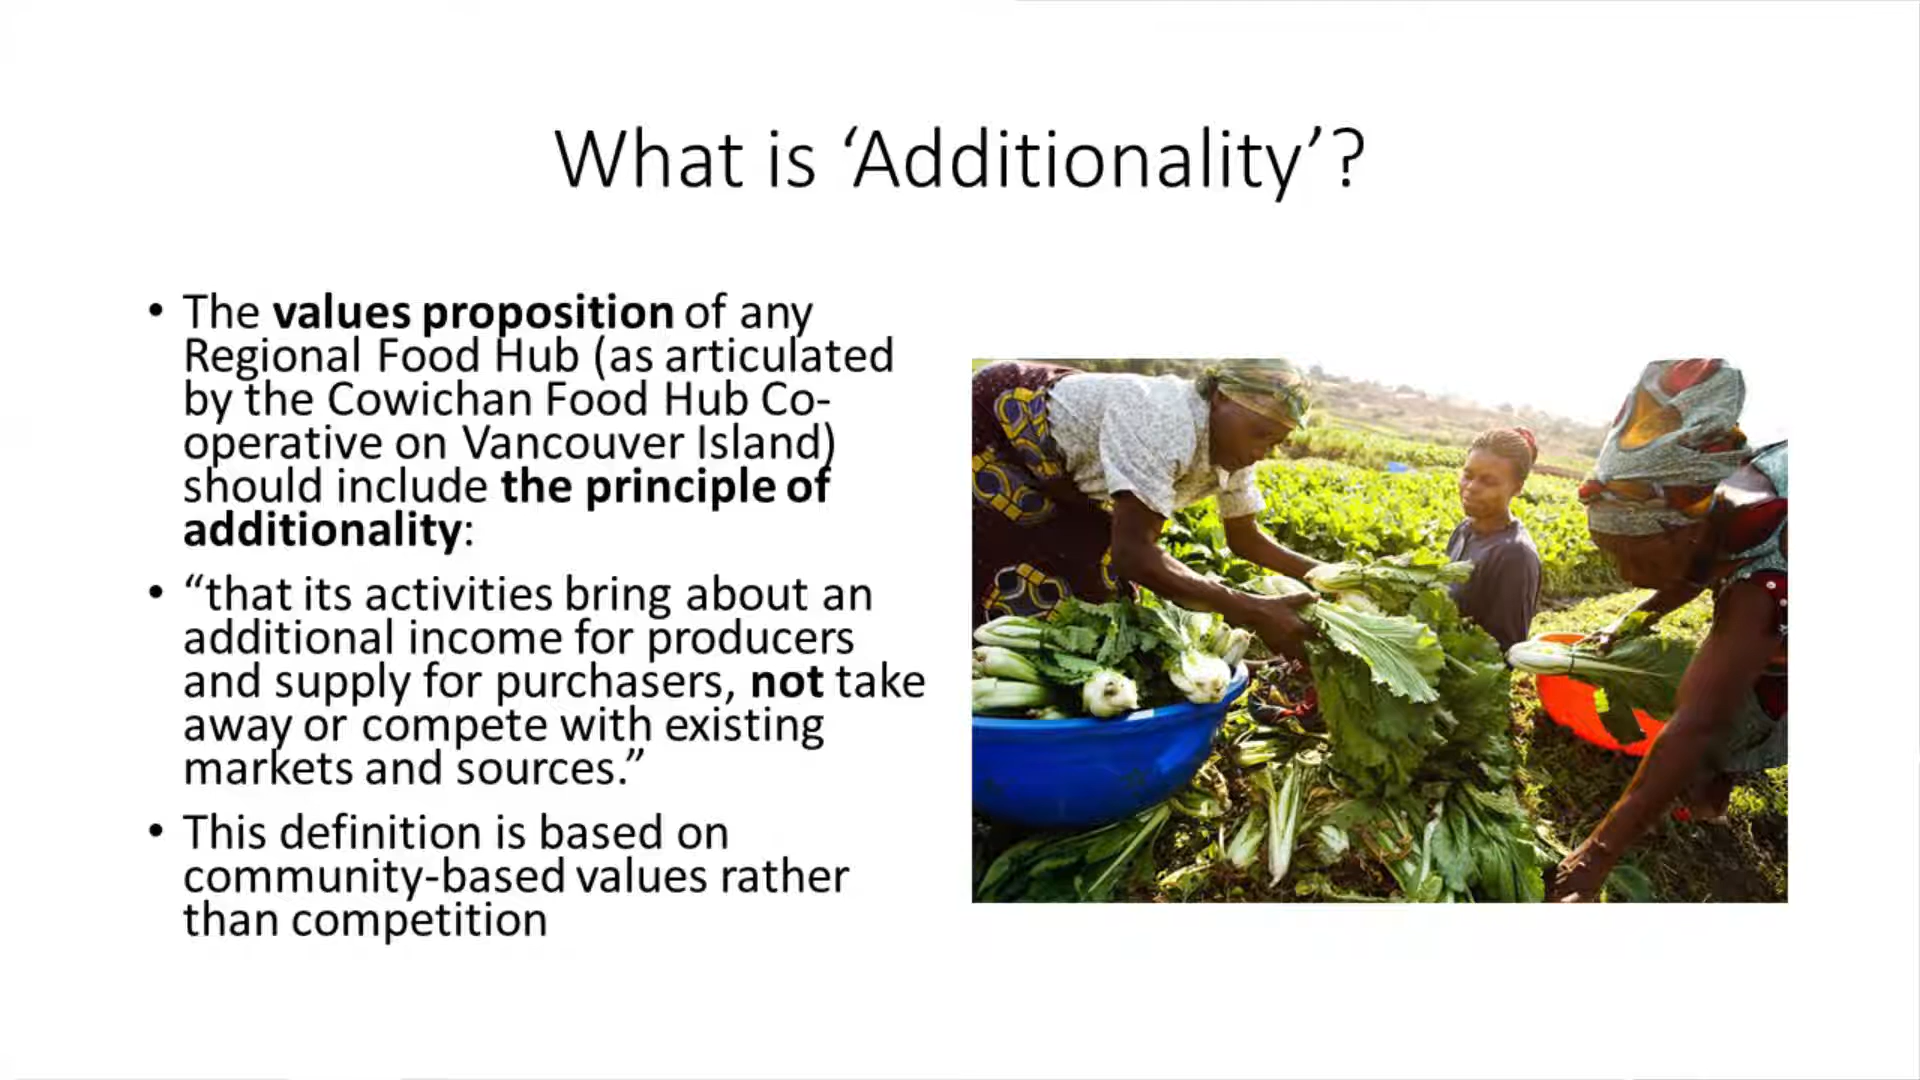 What is ‘Additionality’?
• The values proposition of any
Regional Food Hub (as articulated
by the Cowichan Food Hub Co-
operative on Vancouver Island)
should include the principle of
additionality:
• “that its activities bring about an
additional income for producers
and supply for purchasers, not take
away or compete with existing
markets and sources.”
• This definition is based on
community-based values rather
than competition